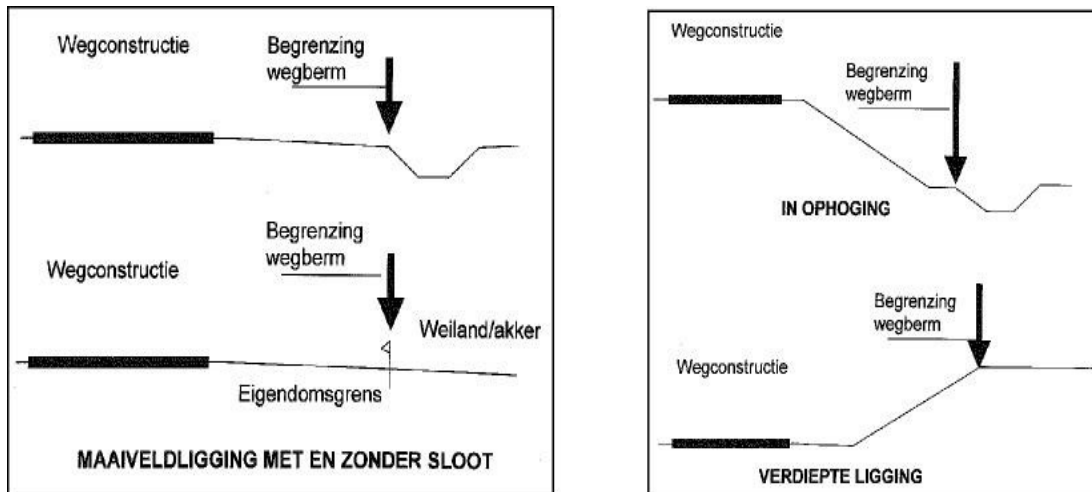 Wegconstructie
Begrenzing
wegberm
Begrenzing
wegberm
Wegconstructie
Weiland/akker
Eigendomsgrens
MAAIVELDLIGGING MET EN ZONDER SLOOT
Wegconstructie
Begrenzing
wegberm
IN OPHOGING
Begrenzing
wegberm
Wegconstructie
VERDIEPTE LIGGING